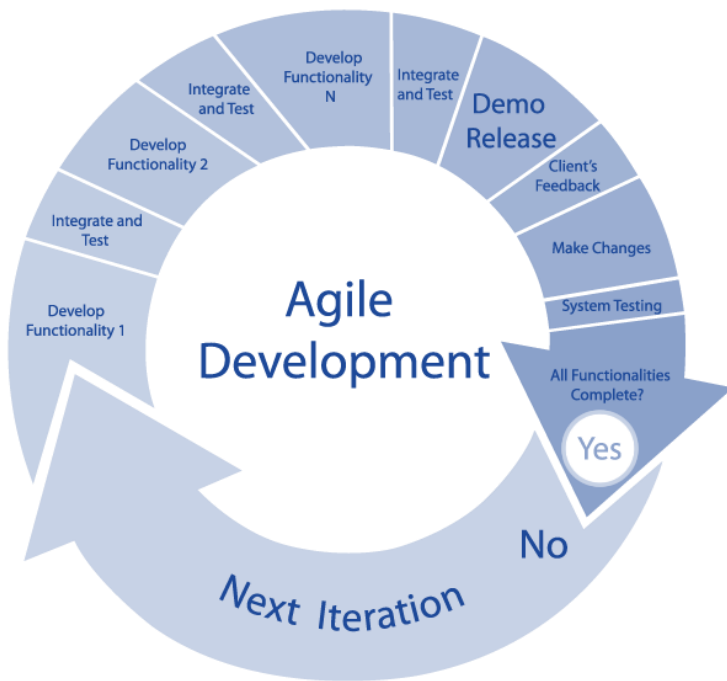 Develop
Functionality 1
Integrate and
Test
Develop
Functionality 2
Integrate
and Test
Develop
Functionality
N
Integrate
and Test
Demo
Release
Client's
Feedback
Make Changes
System Testing
All Functionalities
Complete?
Yes
No
Next Iteration
Agile
Development